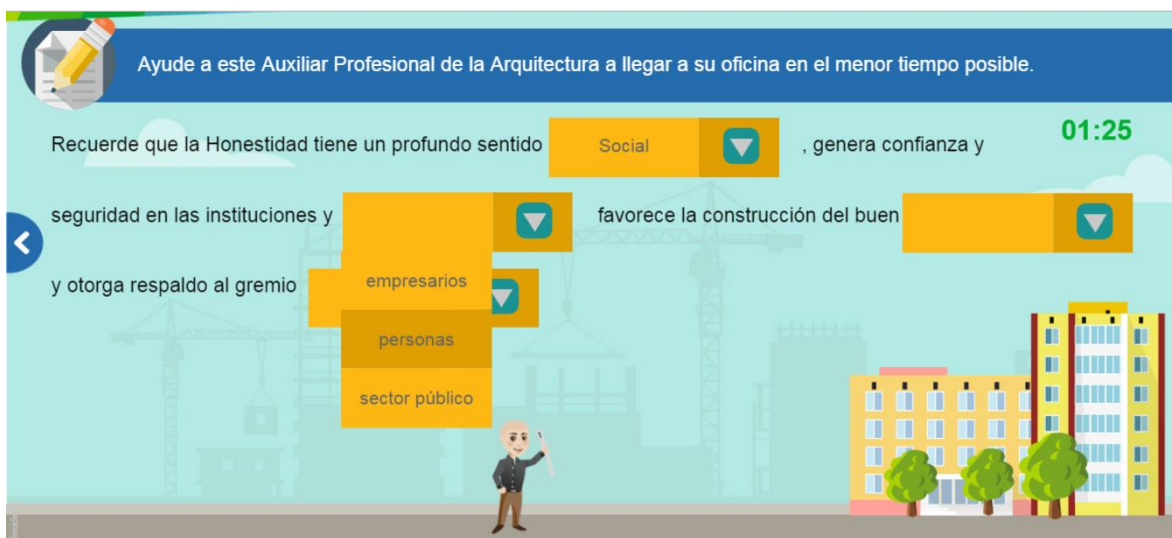 Ayude a este Auxiliar Profesional de la Arquitectura a llegar a su oficina en el menor tiempo posible.
Recuerde que la Honestidad tiene un profundo sentido Social , genera confianza y
01:25
seguridad en las instituciones y favorece la construcción del buen
y otorga respaldo al gremio
empresarios
personas
sector público